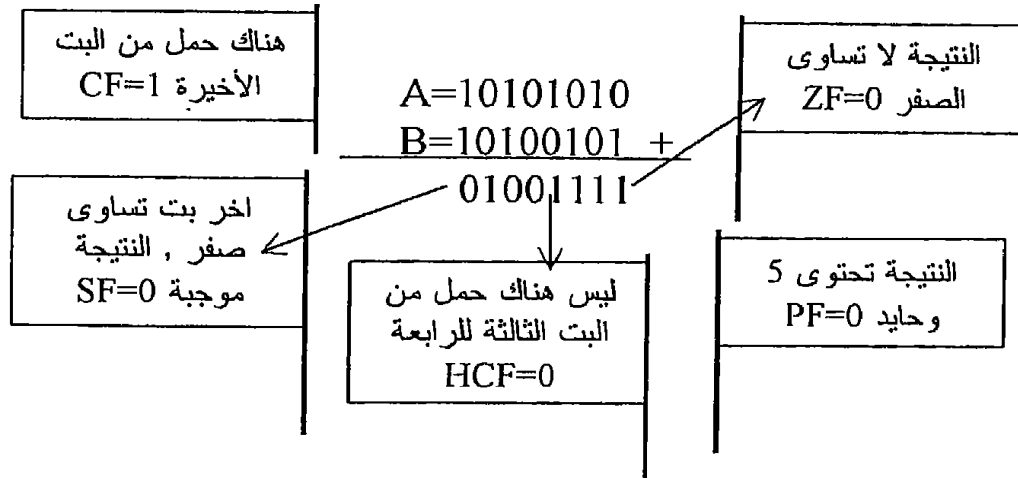 هناك حمل من البت
الأخيرة CF=1
A=10101010
B=10100101 +
01001111
النتيجة لا تساوى
الصفر ZF=0
اخر بت تساوى
صفر , النتيجة
موجبة SF=0
ليس هناك حمل من
البت الثالثة للرابعة
HCF=0
النتيجة تحتوى 5
وحايد PF=0